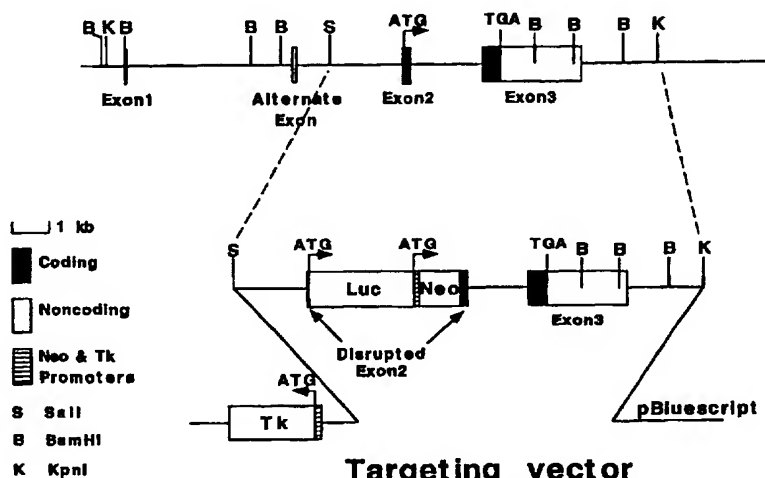 B K B B B S ATG TGA B B B K
Exon1 Alternate Exon Exon2 Exon3
1 kb
Coding
Noncoding
Neo & Tk Promoters
S SalI
B BamHI
K KpnI
S ATG ATG TGA B B B K
Luc Neo
Disrupted Exon2
Exon3
ATG
Tk
pBluescript
Targeting vector